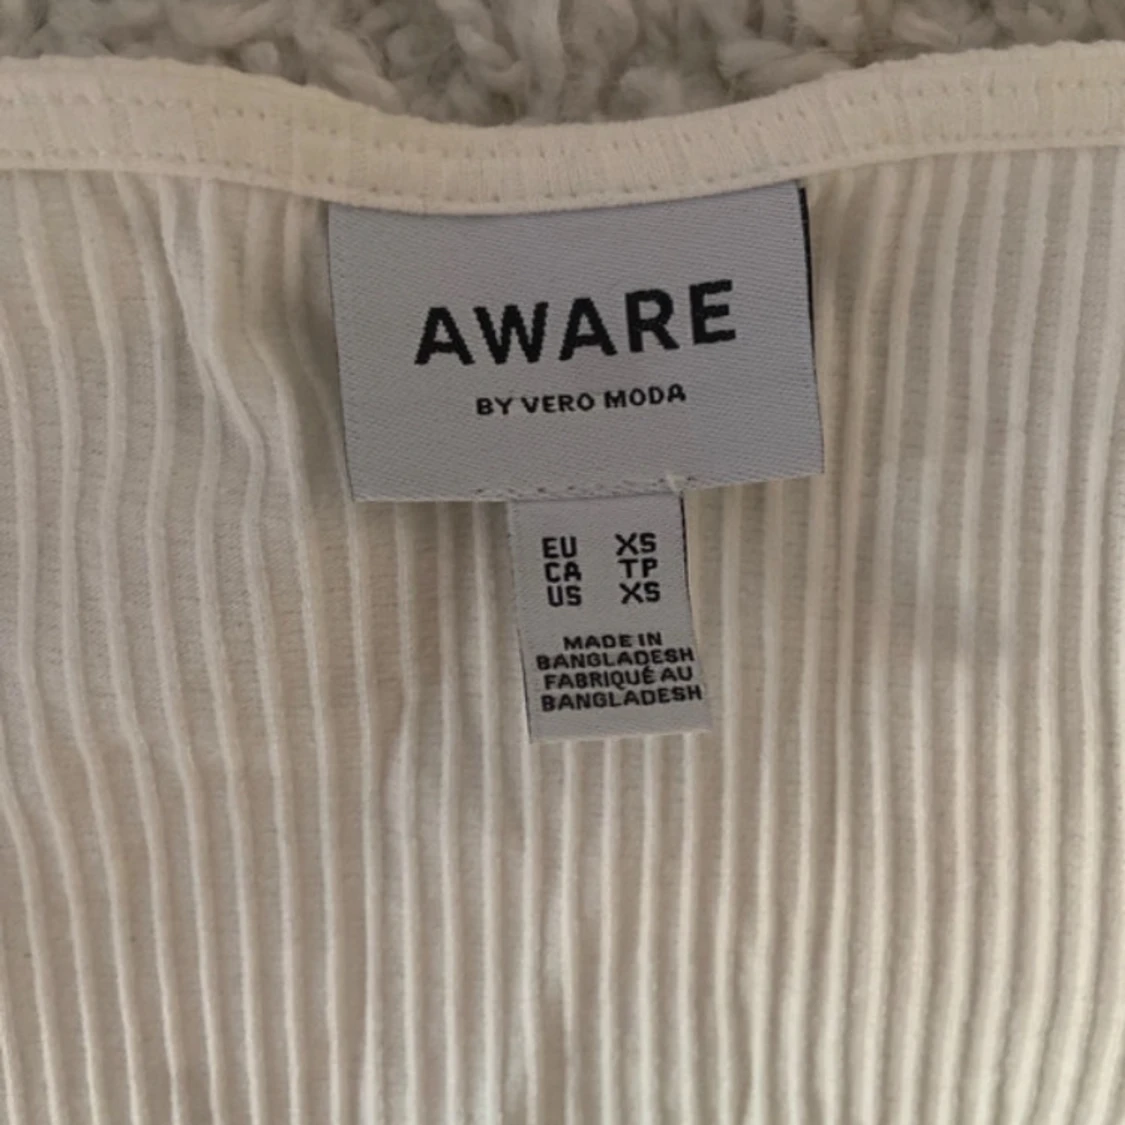 AWARE
BY VERO MODA
EU XS
CA TP
US XS
MADE IN
BANGLADESH
FABRIQUÉ AU
BANGLADESH